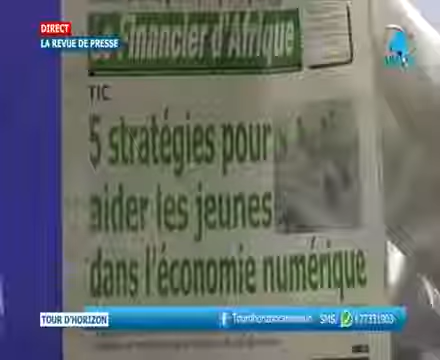 DIRECT
LA REVUE DE PRESSE
Le Financier d'Afrique
TIC
5 stratégies pour
aider les jeunes
dans l'économie numérique
TOUR D'HORIZON
SMS